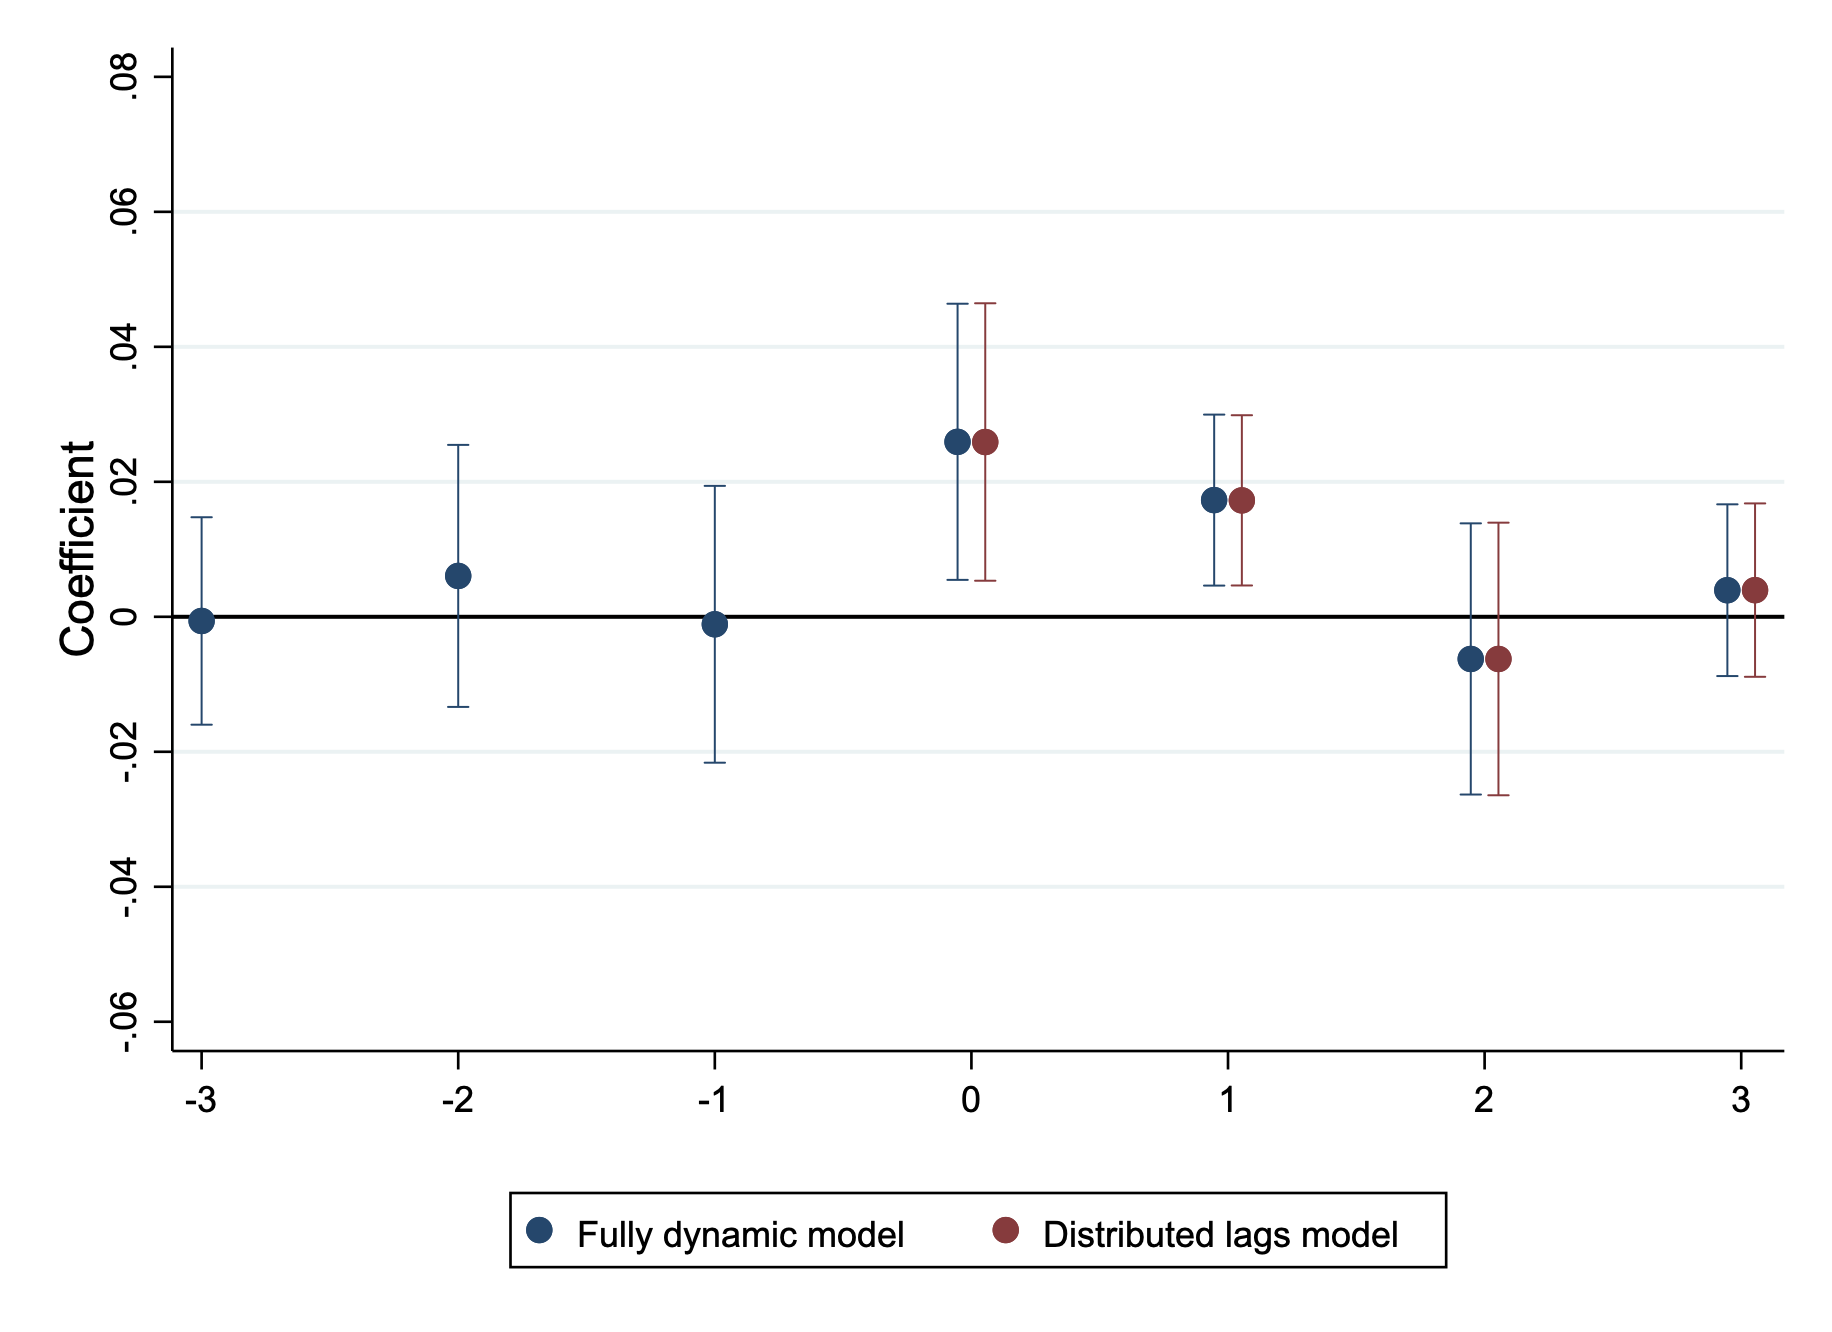 .08
.06
.04
.02
0
-.02
-.04
-.06
Coefficient
-3 -2 -1 0 1 2 3
Fully dynamic model Distributed lags model